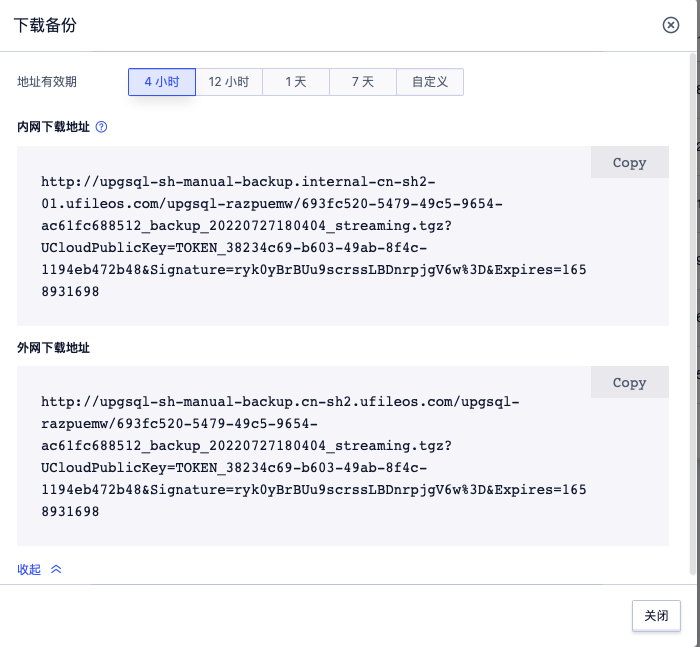 下载备份
地址有效期
4 小时
12 小时
1 天
7 天
自定义
内网下载地址
Copy
http://upgsql-sh-manual-backup.internal-cn-sh2-
01.ufileos.com/upgsql-razpuemw/693fc520-5479-49c5-9654-
ac61fc688512_backup_20220727180404_streaming.tgz?
UCloudPublicKey=TOKEN_38234c69-b603-49ab-8f4c-
1194eb472b48&Signature=ryk0yBrBUu9scrssLBDnrpjgV6w%3D&Expires=165
8931698
外网下载地址
Copy
http://upgsql-sh-manual-backup.cn-sh2.ufileos.com/upgsql-
razpuemw/693fc520-5479-49c5-9654-
ac61fc688512_backup_20220727180404_streaming.tgz?
UCloudPublicKey=TOKEN_38234c69-b603-49ab-8f4c-
1194eb472b48&Signature=ryk0yBrBUu9scrssLBDnrpjgV6w%3D&Expires=165
8931698
收起
关闭